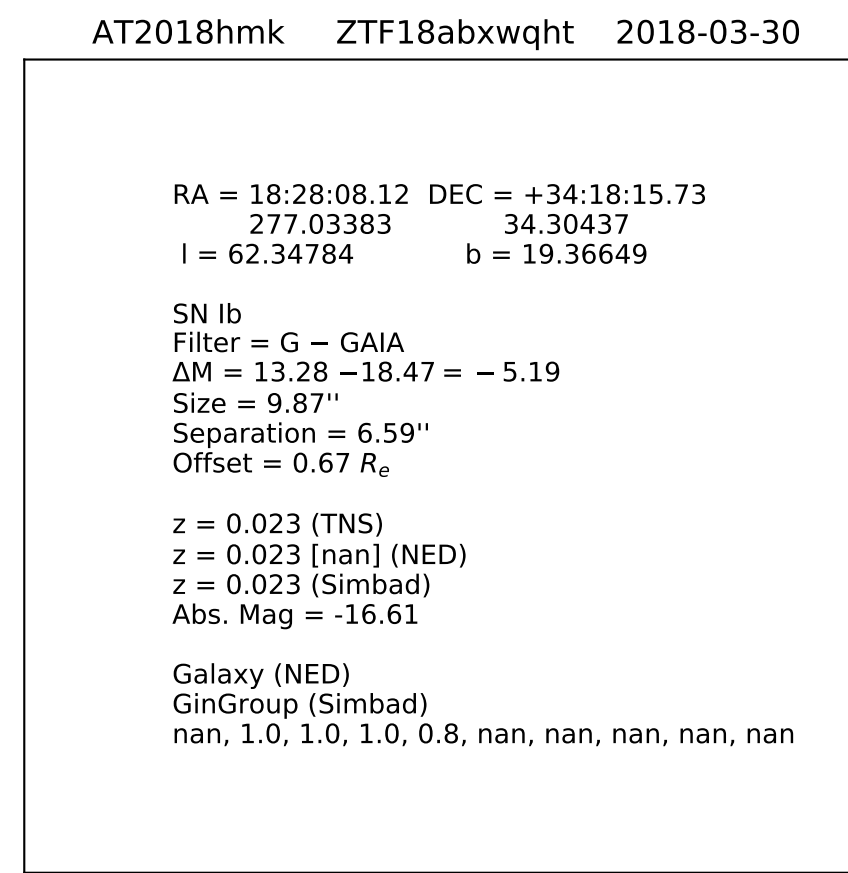 AT2018hmk ZTF18abxwqht 2018-03-30
RA = 18:28:08.12 DEC = +34:18:15.73
277.03383 34.30437
l = 62.34784 b = 19.36649
SN Ib
Filter = G − GAIA
ΔM = 13.28 −18.47 = − 5.19
Size = 9.87''
Separation = 6.59''
Offset = 0.67 Re
z = 0.023 (TNS)
z = 0.023 [nan] (NED)
z = 0.023 (Simbad)
Abs. Mag = -16.61
Galaxy (NED)
GinGroup (Simbad)
nan, 1.0, 1.0, 1.0, 0.8, nan, nan, nan, nan, nan